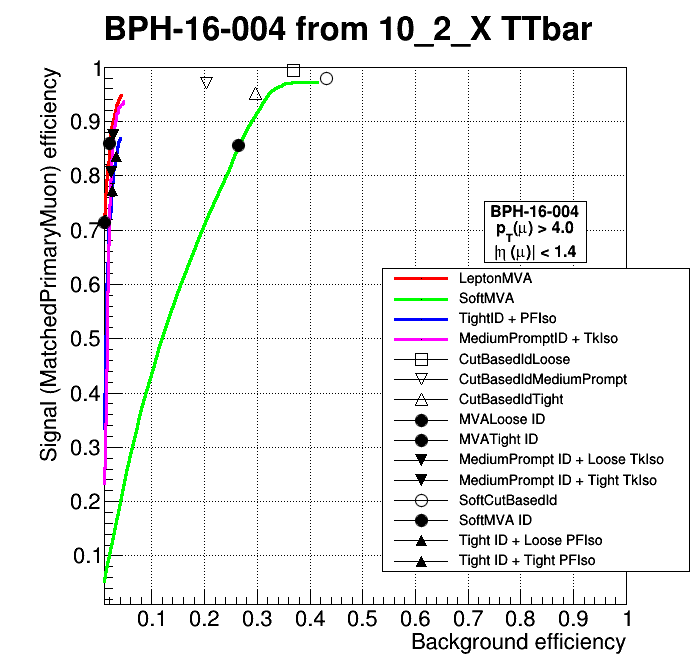 BPH-16-004 from 10_2_X TTbar
Signal (MatchedPrimaryMuon) efficiency
1
0.9
0.8
0.7
0.6
0.5
0.4
0.3
0.2
0.1
BPH-16-004
pT(μ) > 4.0
|η (μ)| < 1.4
LeptonMVA
SoftMVA
TightID + PFIso
MediumPromptID + TkIso
CutBasedIdLoose
CutBasedIdMediumPrompt
CutBasedIdTight
MVALoose ID
MVATight ID
MediumPrompt ID + Loose TkIso
MediumPrompt ID + Tight TkIso
SoftCutBasedId
SoftMVA ID
Tight ID + Loose PFIso
Tight ID + Tight PFIso
0.1 0.2 0.3 0.4 0.5 0.6 0.7 0.8 0.9 1
Background efficiency